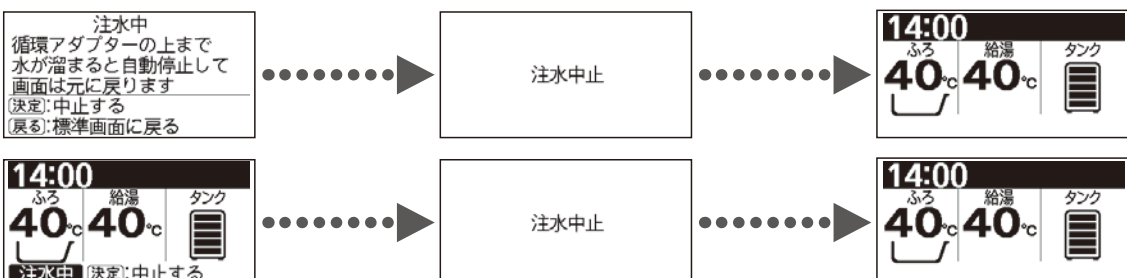 注水中
循環アダプターの上まで
水が溜まると自動停止して
画面は元に戻ります
決定:中止する
戻る:標準画面に戻る
注水中止
14:00
ふろ 給湯 タンク
40℃ 40℃
14:00
ふろ 給湯 タンク
40℃ 40℃
注水中 決定:中止する
注水中止
14:00
ふろ 給湯 タンク
40℃ 40℃